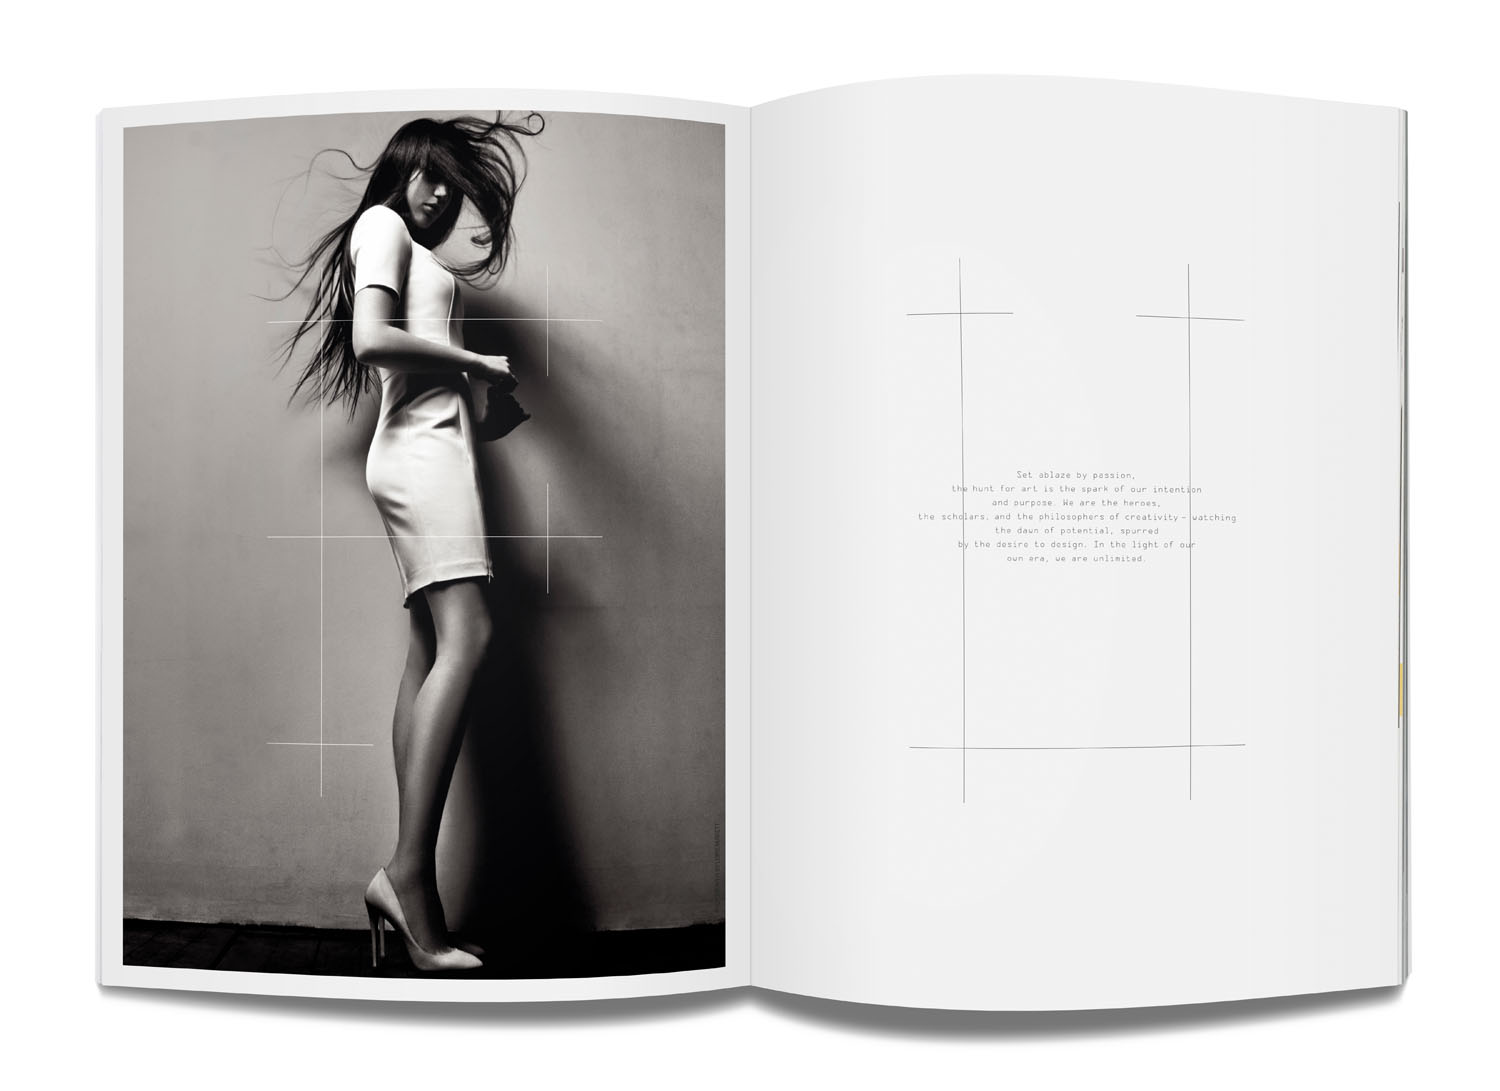 Set ablaze by passion,
the hunt for art is the spark of our intention
and purpose. We are the heroes,
the scholars, and the philosophers of creativity – watching
the dawn of potential, spurred
by the desire to design. In the light of our
own era, we are unlimited.